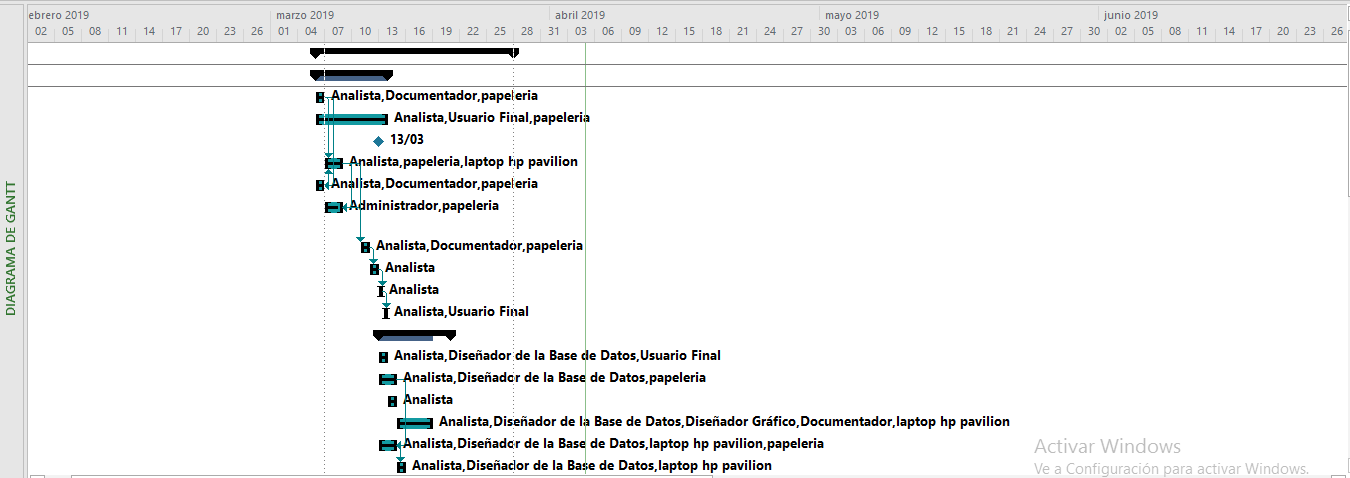 ebrero 2019 marzo 2019 abril 2019 mayo 2019 junio 2019
02 05 08 11 14 17 20 23 26 01 04 07 10 13 16 19 22 25 28 31 03 06 09 12 15 18 21 24 27 30 03 06 09 12 15 18 21 24 27 30 02 05 08 11 14 17 20 23 26
DIAGRAMA DE GANTT
Analista,Documentador,papeleria
Analista,Usuario Final,papeleria
13/03
Analista,papeleria,laptop hp pavilion
Analista,Documentador,papeleria
Administrador,papeleria
Analista,Documentador,papeleria
Analista
Analista
Analista,Usuario Final
Analista,Diseñador de la Base de Datos,Usuario Final
Analista,Diseñador de la Base de Datos,papeleria
Analista
Analista,Diseñador de la Base de Datos,Diseñador Gráfico,Documentador,laptop hp pavilion
Analista,Diseñador de la Base de Datos,laptop hp pavilion,papeleria
Analista,Diseñador de la Base de Datos,laptop hp pavilion
Activar Windows
Ve a Configuración para activar Windows.